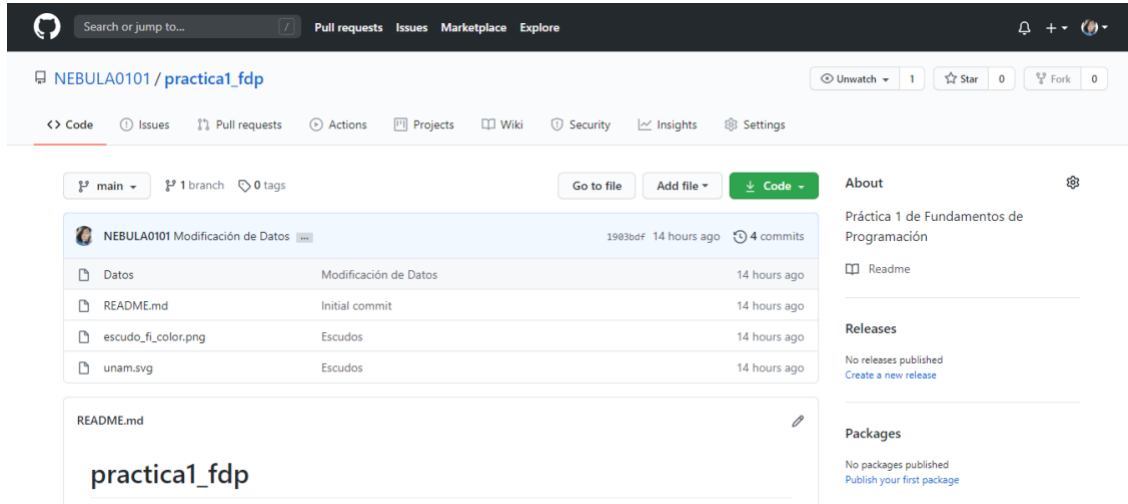 Search or jump to... / Pull requests Issues Marketplace Explore
NEBULA0101 / practica1_fdp Unwatch 1 Star 0 Fork 0
Code Issues Pull requests Actions Projects Wiki Security Insights Settings
main 1 branch 0 tags Go to file Add file Code
NEBULA0101 Modificación de Datos ... 1903bdf 14 hours ago 4 commits
Datos Modificación de Datos 14 hours ago
README.md Initial commit 14 hours ago
escudo_fi_color.png Escudos 14 hours ago
unam.svg Escudos 14 hours ago
README.md
practica1_fdp
About
Práctica 1 de Fundamentos de
Programación
Readme
Releases
No releases published
Create a new release
Packages
No packages published
Publish your first package